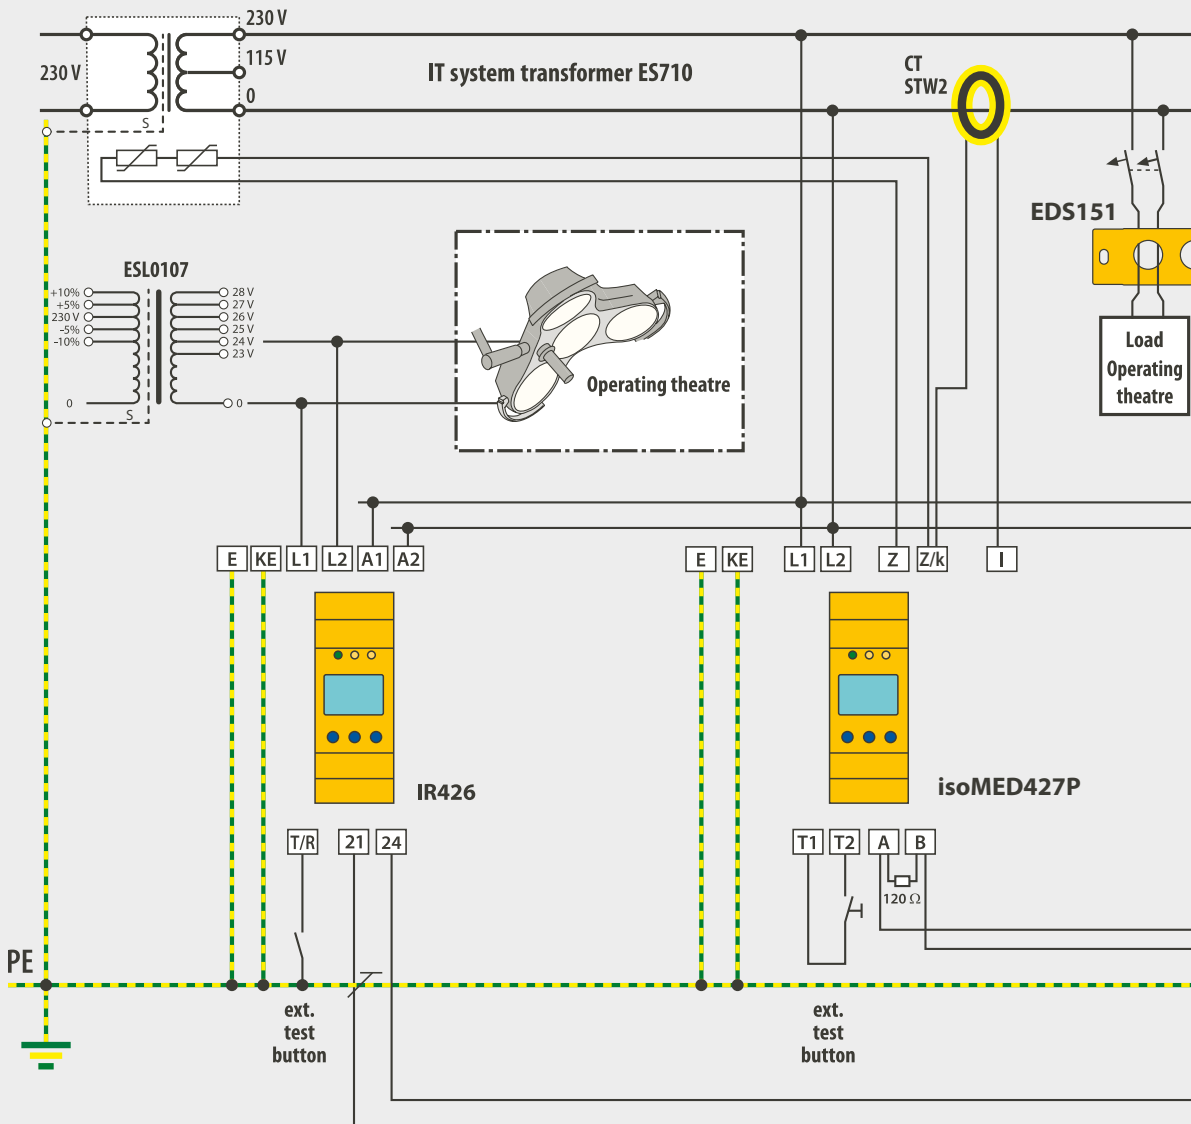 230 V
115 V
230 V
IT system transformer ES710
0
CT
STW2
S
EDS151
ESL0107
+10%
+5%
230 V
-5%
-10%
0
S
28 V
27 V
26 V
25 V
24 V
23 V
0
Operating theatre
Load
Operating
theatre
E
KE
L1
L2
A1
A2
E
KE
L1
L2
Z
Z/k
I
IR426
isoMED427P
T/R
21
24
T1
T2
A
B
120 Ω
PE
ext.
test
button
ext.
test
button